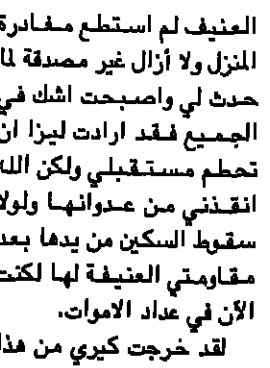 العنيف لم استطع مغادرة
المنزل ولا أزال غير مصدقة لما
حدث لي واصبحت اشك في
الجميع فقد ارادت ليزا ان
تحطم مستقبلي ولكن الله
انقذني من عدوانها ولولا
سقوط السكين من يدها بعد
مقاومتي العنيفة لها لكنت
الآن في عداد الاموات.
لقد خرجت كيري من هذا